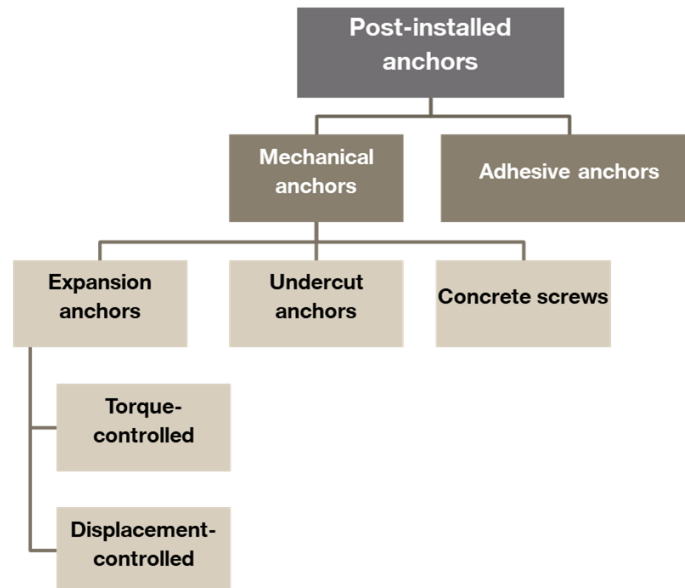 Post-installed
anchors
Mechanical
anchors
Adhesive anchors
Expansion
anchors
Undercut
anchors
Concrete screws
Torque-
controlled
Displacement-
controlled